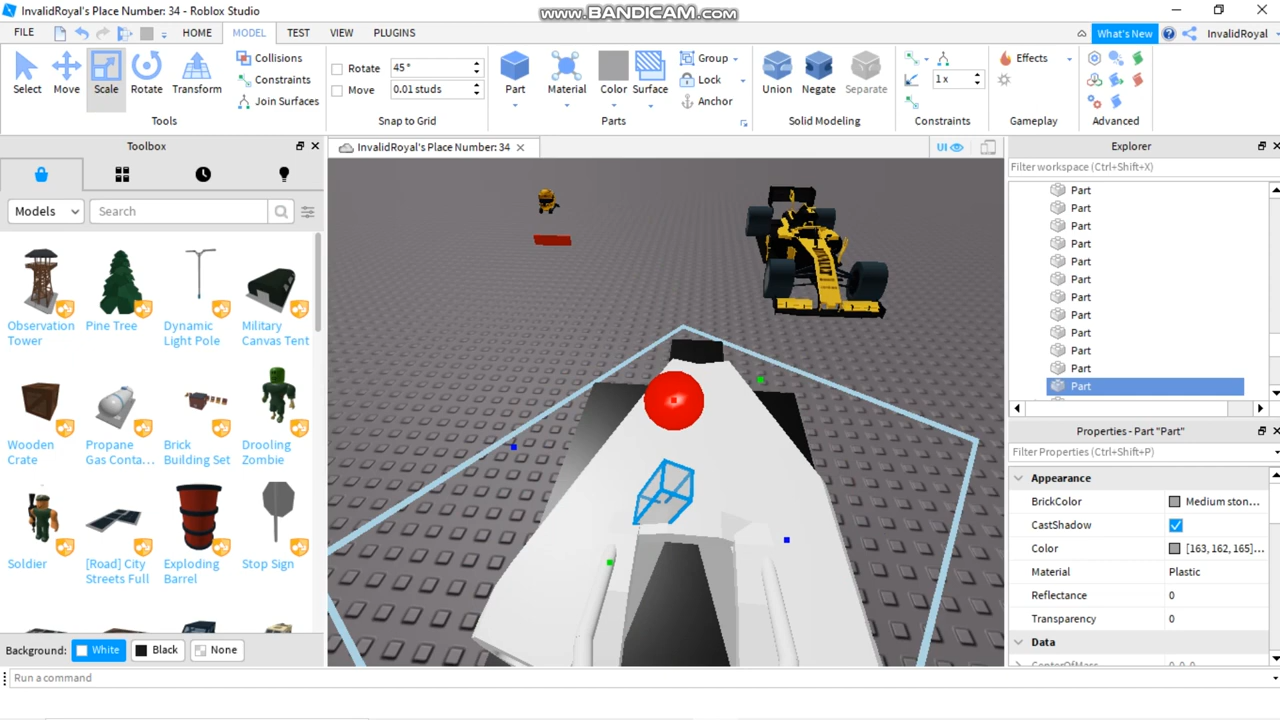 InvalidRoyal's Place Number: 34 - Roblox Studio
www.BANDICAM.com
FILE
HOME
MODEL
TEST
VIEW
PLUGINS
What's New
InvalidRoyal
Select
Move
Scale
Rotate
Transform
Collisions
Constraints
Join Surfaces
Tools
Rotate
45°
Move
0.01 studs
Snap to Grid
Part
Material
Color
Surface
Group
Lock
Anchor
Parts
Union
Negate
Separate
Solid Modeling
1 x
Constraints
Effects
Gameplay
Advanced
Toolbox
Models
Search
Observation
Tower
Pine Tree
Dynamic
Light Pole
Military
Canvas Tent
Wooden
Crate
Propane
Gas Conta...
Brick
Building Set
Drooling
Zombie
Soldier
[Road] City
Streets Full
Exploding
Barrel
Stop Sign
Background:
White
Black
None
InvalidRoyal's Place Number: 34
UI
Explorer
Filter workspace (Ctrl+Shift+X)
Part
Part
Part
Part
Part
Part
Part
Part
Part
Part
Part
Part
Properties - Part "Part"
Filter Properties (Ctrl+Shift+P)
Appearance
BrickColor
Medium ston...
CastShadow
Color
[163, 162, 165]...
Material
Plastic
Reflectance
0
Transparency
0
Data
CenterOfMass
0, 0, 0
Run a command